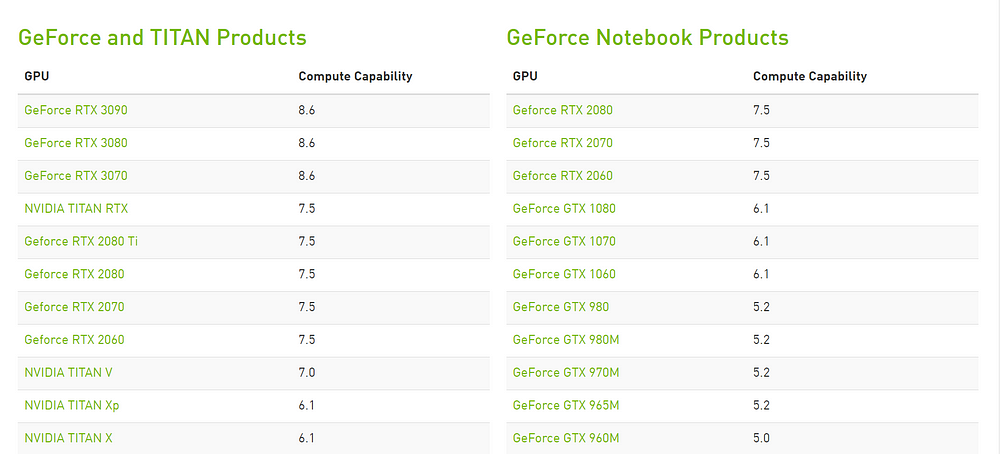 GeForce and TITAN Products
GPU Compute Capability
GeForce RTX 3090 8.6
GeForce RTX 3080 8.6
GeForce RTX 3070 8.6
NVIDIA TITAN RTX 7.5
Geforce RTX 2080 Ti 7.5
Geforce RTX 2080 7.5
Geforce RTX 2070 7.5
Geforce RTX 2060 7.5
NVIDIA TITAN V 7.0
NVIDIA TITAN Xp 6.1
NVIDIA TITAN X 6.1
GeForce Notebook Products
GPU Compute Capability
Geforce RTX 2080 7.5
Geforce RTX 2070 7.5
Geforce RTX 2060 7.5
GeForce GTX 1080 6.1
GeForce GTX 1070 6.1
GeForce GTX 1060 6.1
GeForce GTX 980 5.2
GeForce GTX 980M 5.2
GeForce GTX 970M 5.2
GeForce GTX 965M 5.2
GeForce GTX 960M 5.0